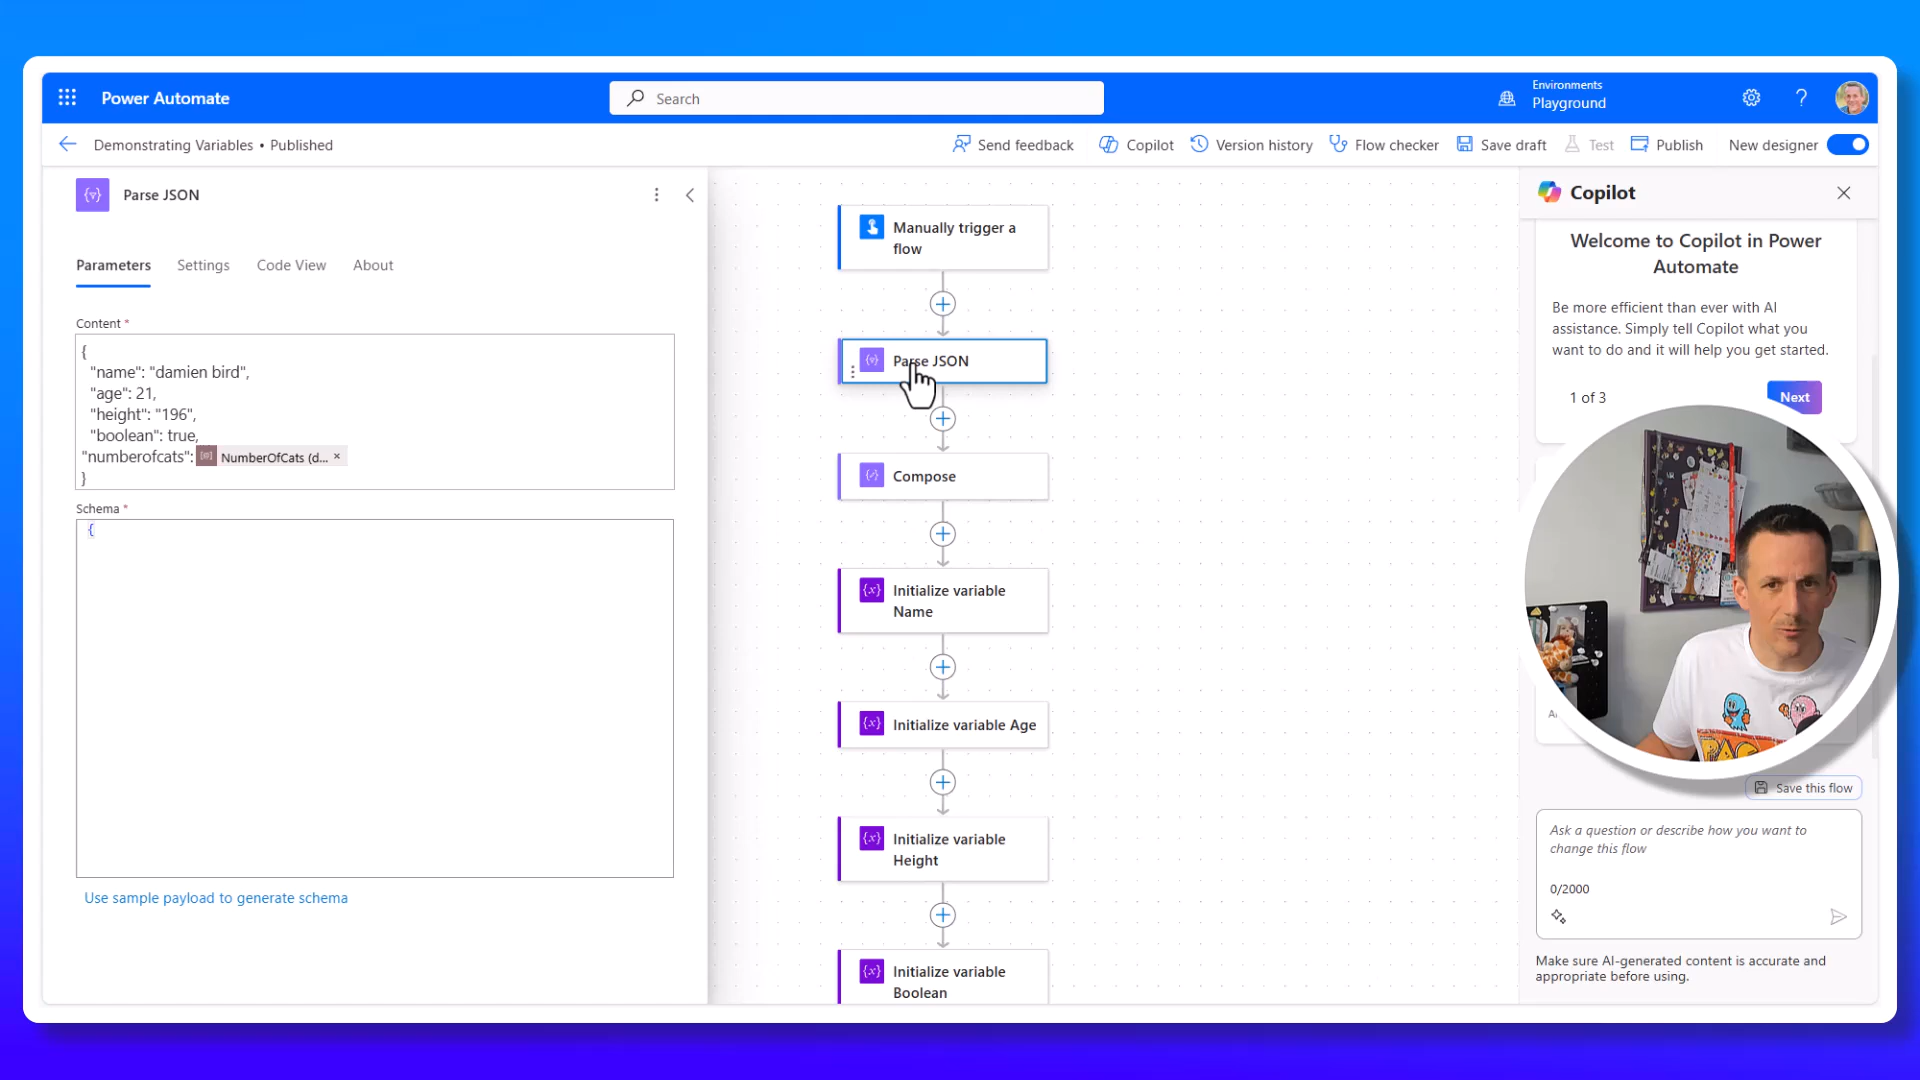 Power Automate
Search
Environments
Playground
Demonstrating Variables • Published
Send feedback
Copilot
Version history
Flow checker
Save draft
Test
Publish
New designer
Parse JSON
Parameters
Settings
Code View
About
Content *
{
"name": "damien bird",
"age": 21,
"height": "196",
"boolean": true,
"numberofcats": NumberOfCats (d... ×
}
Schema *
{
Use sample payload to generate schema
Manually trigger a
flow
Parse JSON
Compose
Initialize variable
Name
Initialize variable Age
Initialize variable
Height
Initialize variable
Boolean
Copilot
Welcome to Copilot in Power
Automate
Be more efficient than ever with AI
assistance. Simply tell Copilot what you
want to do and it will help you get started.
1 of 3
Next
Save this flow
Ask a question or describe how you want to
change this flow
0/2000
Make sure AI-generated content is accurate and
appropriate before using.